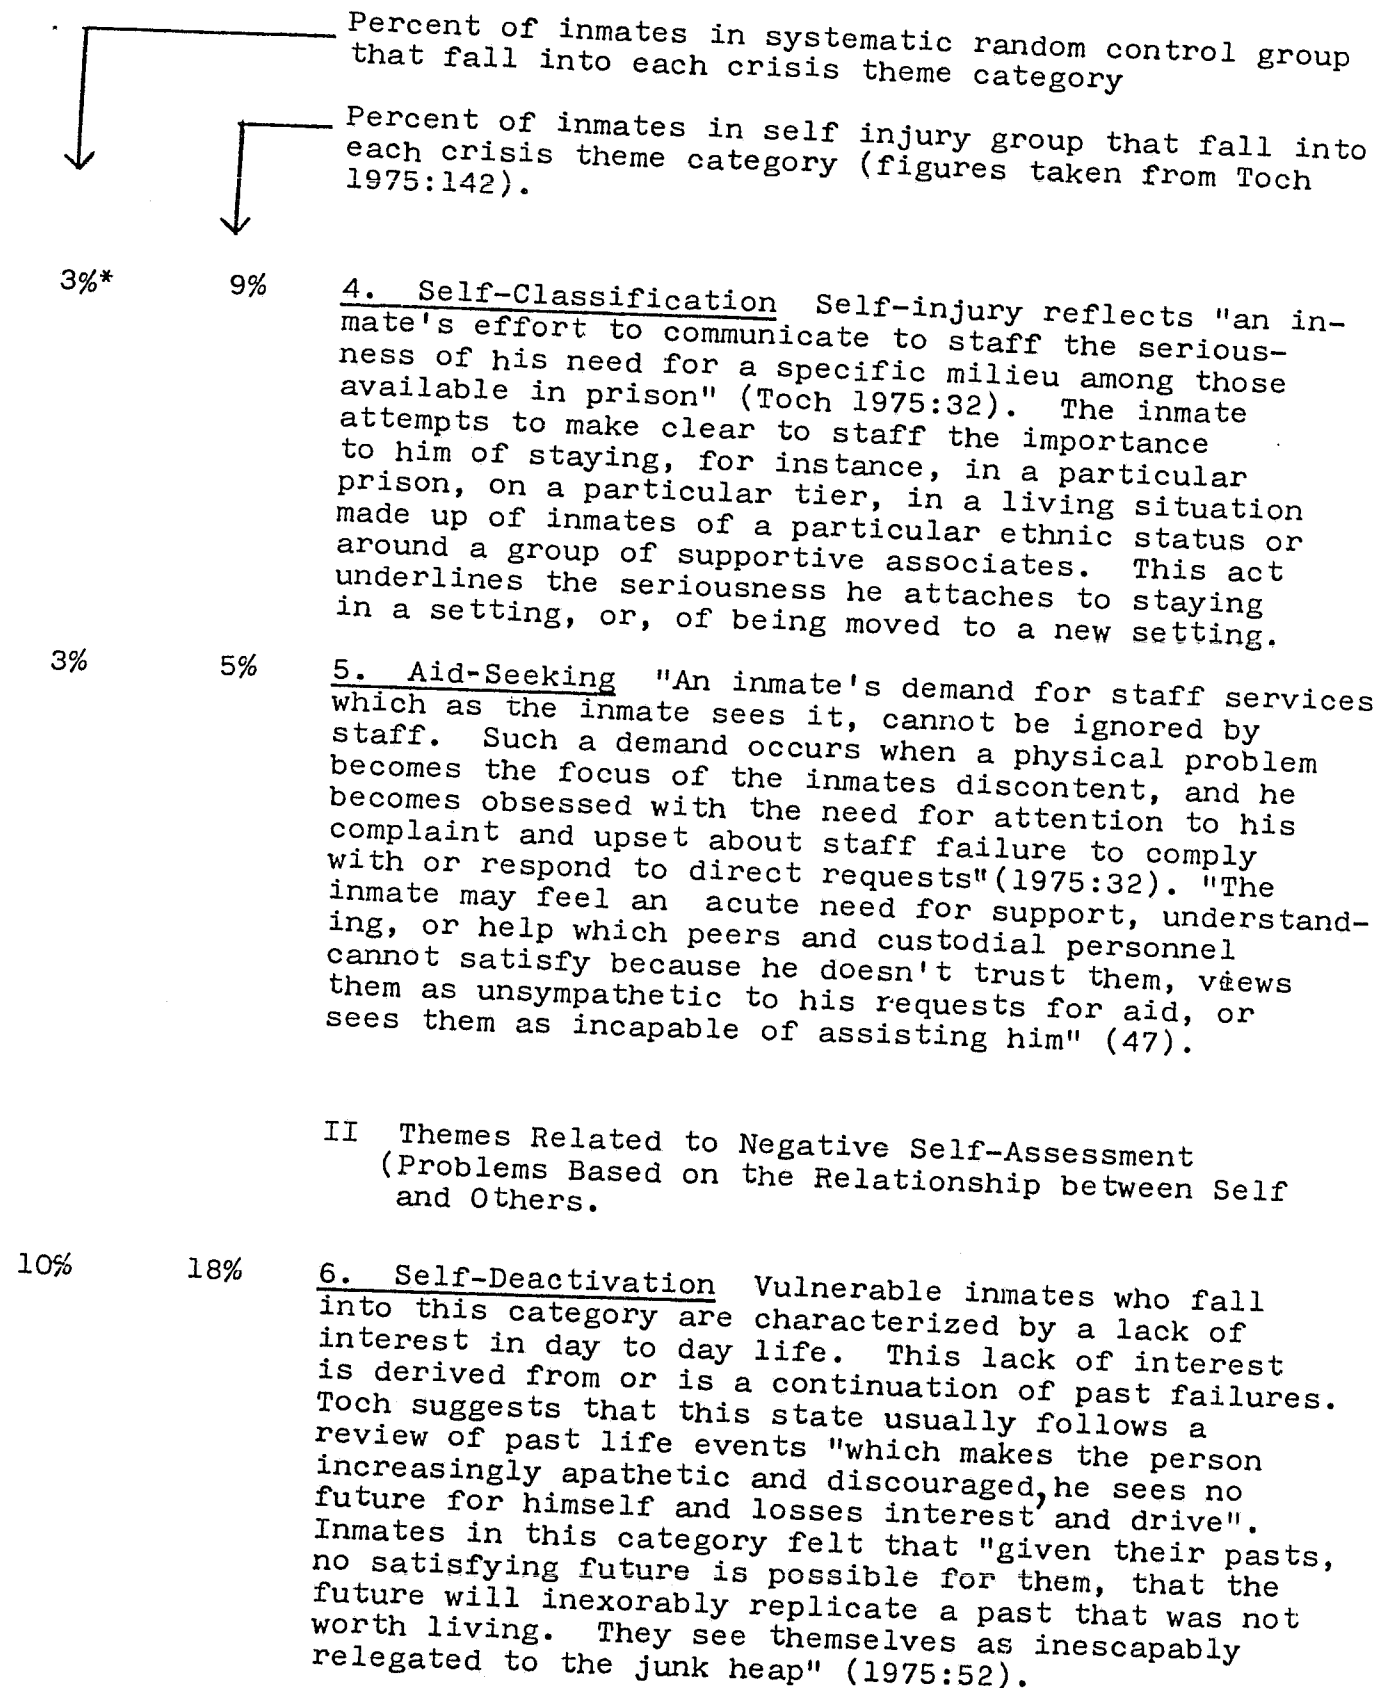 Percent of inmates in systematic random control group
that fall into each crisis theme category
Percent of inmates in self injury group that fall into
each crisis theme category (figures taken from Toch
1975:142).
3%* 9% 4. Self-Classification Self-injury reflects "an in-
mate's effort to communicate to staff the serious-
ness of his need for a specific milieu among those
available in prison" (Toch 1975:32). The inmate
attempts to make clear to staff the importance
to him of staying, for instance, in a particular
prison, on a particular tier, in a living situation
made up of inmates of a particular ethnic status or
around a group of supportive associates. This act
underlines the seriousness he attaches to staying
in a setting, or, of being moved to a new setting.
3% 5% 5. Aid-Seeking "An inmate's demand for staff services
which as the inmate sees it, cannot be ignored by
staff. Such a demand occurs when a physical problem
becomes the focus of the inmates discontent, and he
becomes obsessed with the need for attention to his
complaint and upset about staff failure to comply
with or respond to direct requests"(1975:32). "The
inmate may feel an acute need for support, understand-
ing, or help which peers and custodial personnel
cannot satisfy because he doesn't trust them, views
them as unsympathetic to his requests for aid, or
sees them as incapable of assisting him" (47).
II Themes Related to Negative Self-Assessment
(Problems Based on the Relationship between Self
and Others.
10% 18% 6. Self-Deactivation Vulnerable inmates who fall
into this category are characterized by a lack of
interest in day to day life. This lack of interest
is derived from or is a continuation of past failures.
Toch suggests that this state usually follows a
review of past life events "which makes the person
increasingly apathetic and discouraged, he sees no
future for himself and losses interest and drive".
Inmates in this category felt that "given their pasts,
no satisfying future is possible for them, that the
future will inexorably replicate a past that was not
worth living. They see themselves as inescapably
relegated to the junk heap" (1975:52).